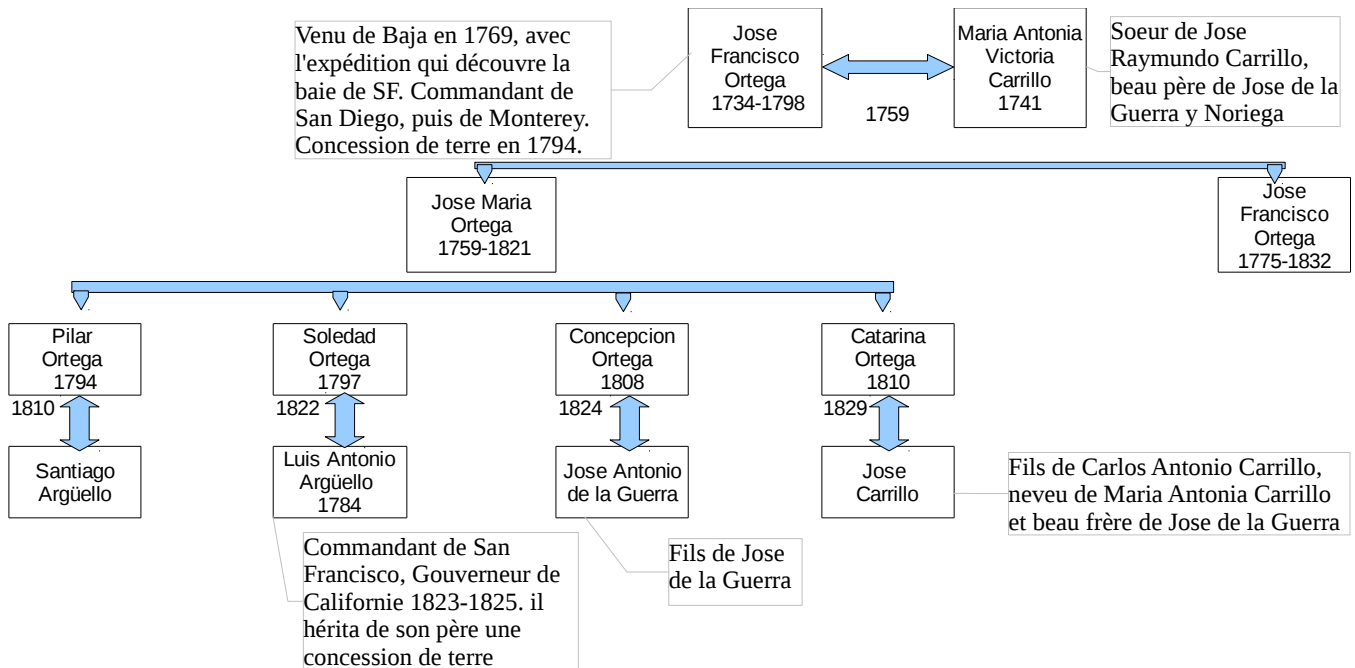 Venu de Baja en 1769, avec
l'expédition qui découvre la
baie de SF. Commandant de
San Diego, puis de Monterey.
Concession de terre en 1794.
Jose
Francisco
Ortega
1734-1798
1759
Maria Antonia
Victoria
Carrillo
1741
Soeur de Jose
Raymundo Carrillo,
beau père de Jose de la
Guerra y Noriega
Jose Maria
Ortega
1759-1821
Jose
Francisco
Ortega
1775-1832
Pilar
Ortega
1794
Soledad
Ortega
1797
Concepcion
Ortega
1808
Catarina
Ortega
1810
1810
1822
1824
1829
Santiago
Argüello
Luis Antonio
Argüello
1784
Jose Antonio
de la Guerra
Jose
Carrillo
Fils de Carlos Antonio Carrillo,
neveu de Maria Antonia Carrillo
et beau frère de Jose de la Guerra
Commandant de San
Francisco, Gouverneur de
Californie 1823-1825. il
hérita de son père une
concession de terre
Fils de Jose
de la Guerra